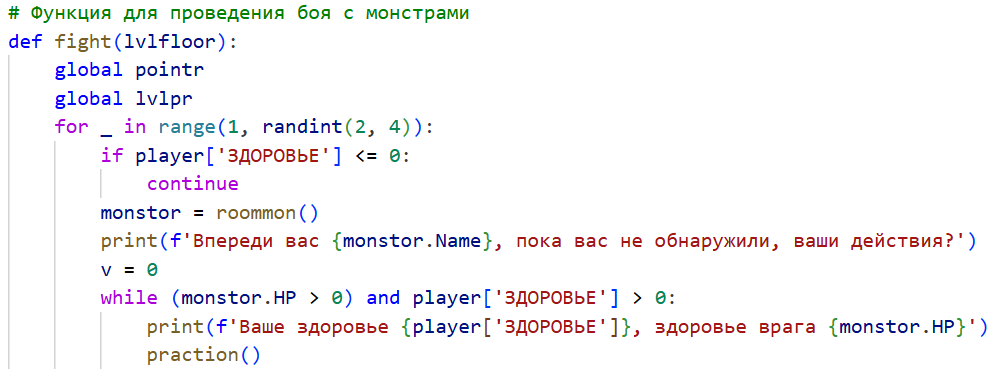 # Функция для проведения боя с монстрами
def fight(lvlfloor):
    global pointr
    global lvlpr
    for _ in range(1, randint(2, 4)):
        if player['ЗДОРОВЬЕ'] <= 0:
            continue
        monstor = roommon()
        print(f'Впереди вас {monstor.Name}, пока вас не обнаружили, ваши действия?')
        v = 0
        while (monstor.HP > 0) and player['ЗДОРОВЬЕ'] > 0:
            print(f'Ваше здоровье {player['ЗДОРОВЬЕ']}, здоровье врага {monstor.HP}')
            praction()